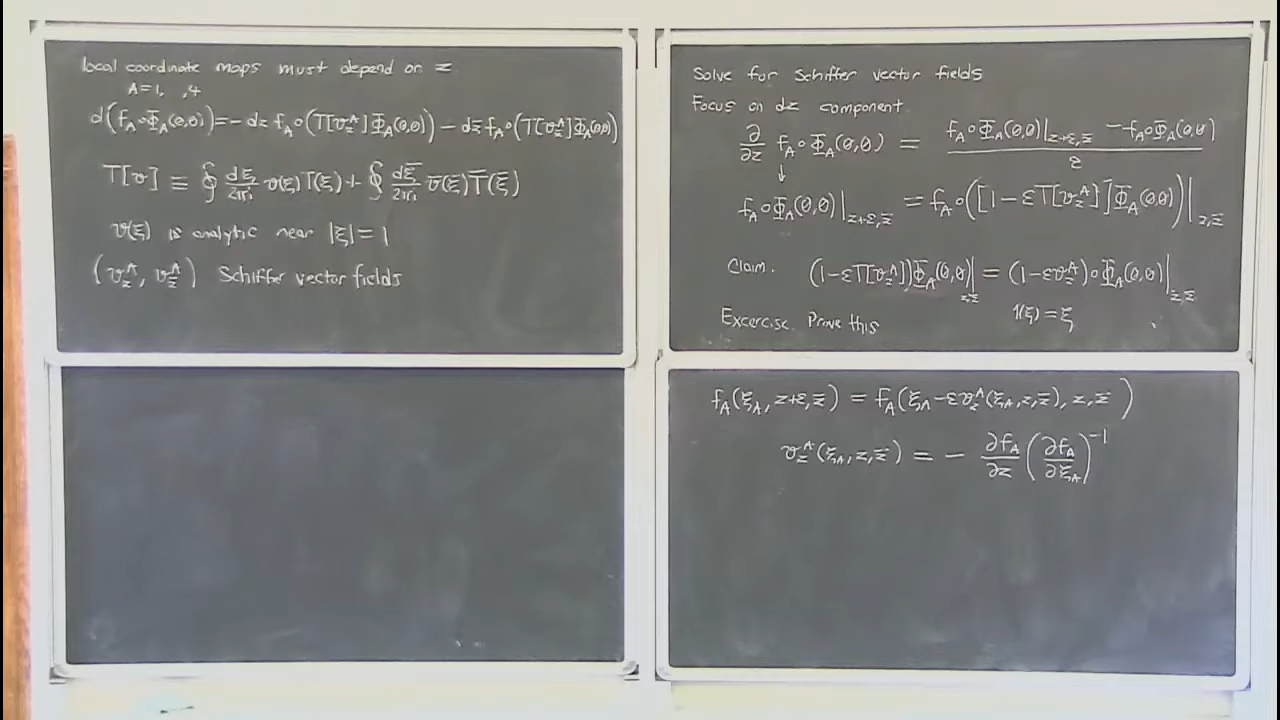 local coordinate maps must depend on z
A=1, ,4
d(f_A∘Φ_A(0,0)) = -dz f_A∘(T[v_z^A]Φ_A(0,0)) - dz̄ f_A∘(T[v_z̄^A]Φ_A(0,0))
T[v] ≡ ∮ dξ/2πi v(ξ)T(ξ) + ∮ dξ̄/2πi v̄(ξ̄)T̄(ξ̄)
v(ξ) is analytic near |ξ|=1
(v_z^A, v_z̄^A) Schiffer vector fields
Solve for Schiffer vector fields
Focus on dz component
∂/∂z f_A∘Φ_A(0,0) = (f_A∘Φ_A(0,0)|_{z+ε,z̄} - f_A∘Φ_A(0,0))/ε
↓
f_A∘Φ_A(0,0)|_{z+ε,z̄} = f_A∘([1-εT[v_z^A]]Φ_A(0,0))|_{z,z̄}
Claim. (1-εT[v_z^A])Φ_A(0,0)|_{z,z̄} = (1-εv_z^A)∘Φ_A(0,0)|_{z,z̄}
1(ξ)=ξ
Excercise. Prove this
f_A(ξ_A, z+ε, z̄) = f_A(ξ_A-εv_z^A(ξ_A,z,z̄), z, z̄)
v_z^A(ξ_A,z,z̄) = - ∂f_A/∂z (∂f_A/∂ξ_A)^{-1}